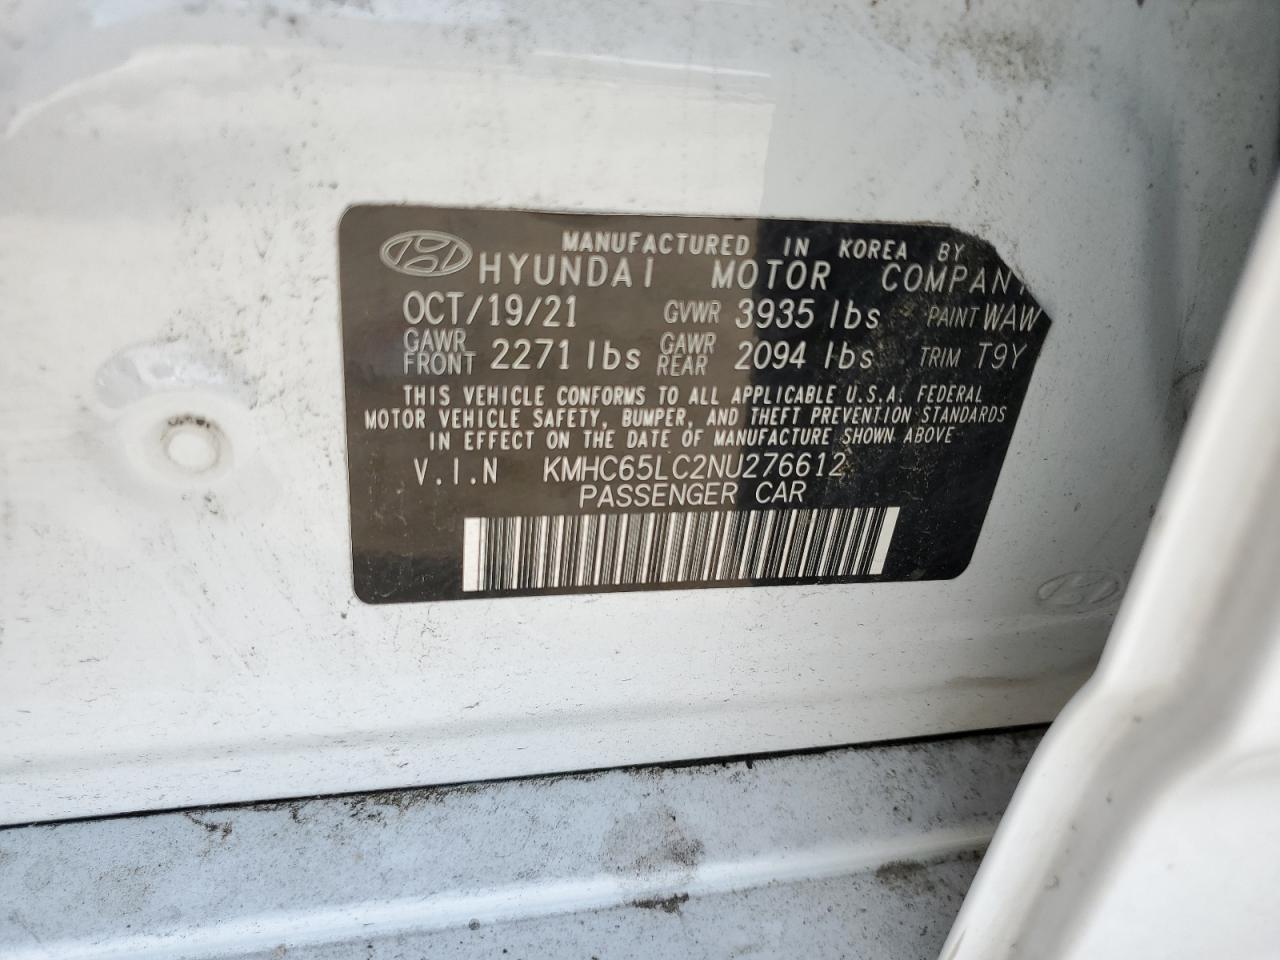 MANUFACTURED IN KOREA BY
HYUNDAI MOTOR COMPANY
OCT/19/21 GVWR 3935 lbs PAINT WAW
GAWR FRONT 2271 lbs GAWR REAR 2094 lbs TRIM T9Y
THIS VEHICLE CONFORMS TO ALL APPLICABLE U.S.A. FEDERAL
MOTOR VEHICLE SAFETY, BUMPER, AND THEFT PREVENTION STANDARDS
IN EFFECT ON THE DATE OF MANUFACTURE SHOWN ABOVE
V.I.N KMHC65LC2NU276612
PASSENGER CAR